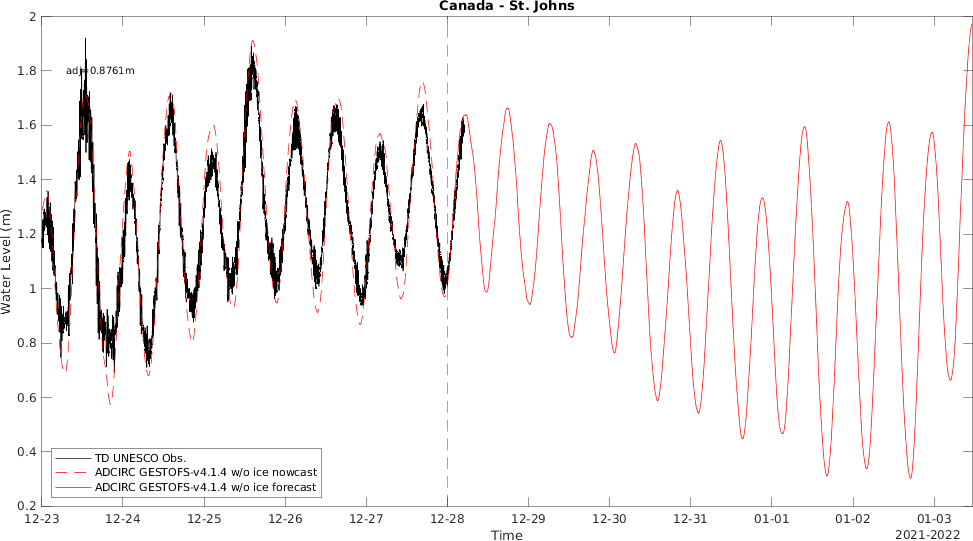 Canada - St. Johns
2
1.8
1.6
1.4
1.2
1
0.8
0.6
0.4
0.2
Water Level (m)
adj=0.8761m
TD UNESCO Obs.
ADCIRC GESTOFS-v4.1.4 w/o ice nowcast
ADCIRC GESTOFS-v4.1.4 w/o ice forecast
12-23 12-24 12-25 12-26 12-27 12-28 12-29 12-30 12-31 01-01 01-02 01-03
Time
2021-2022